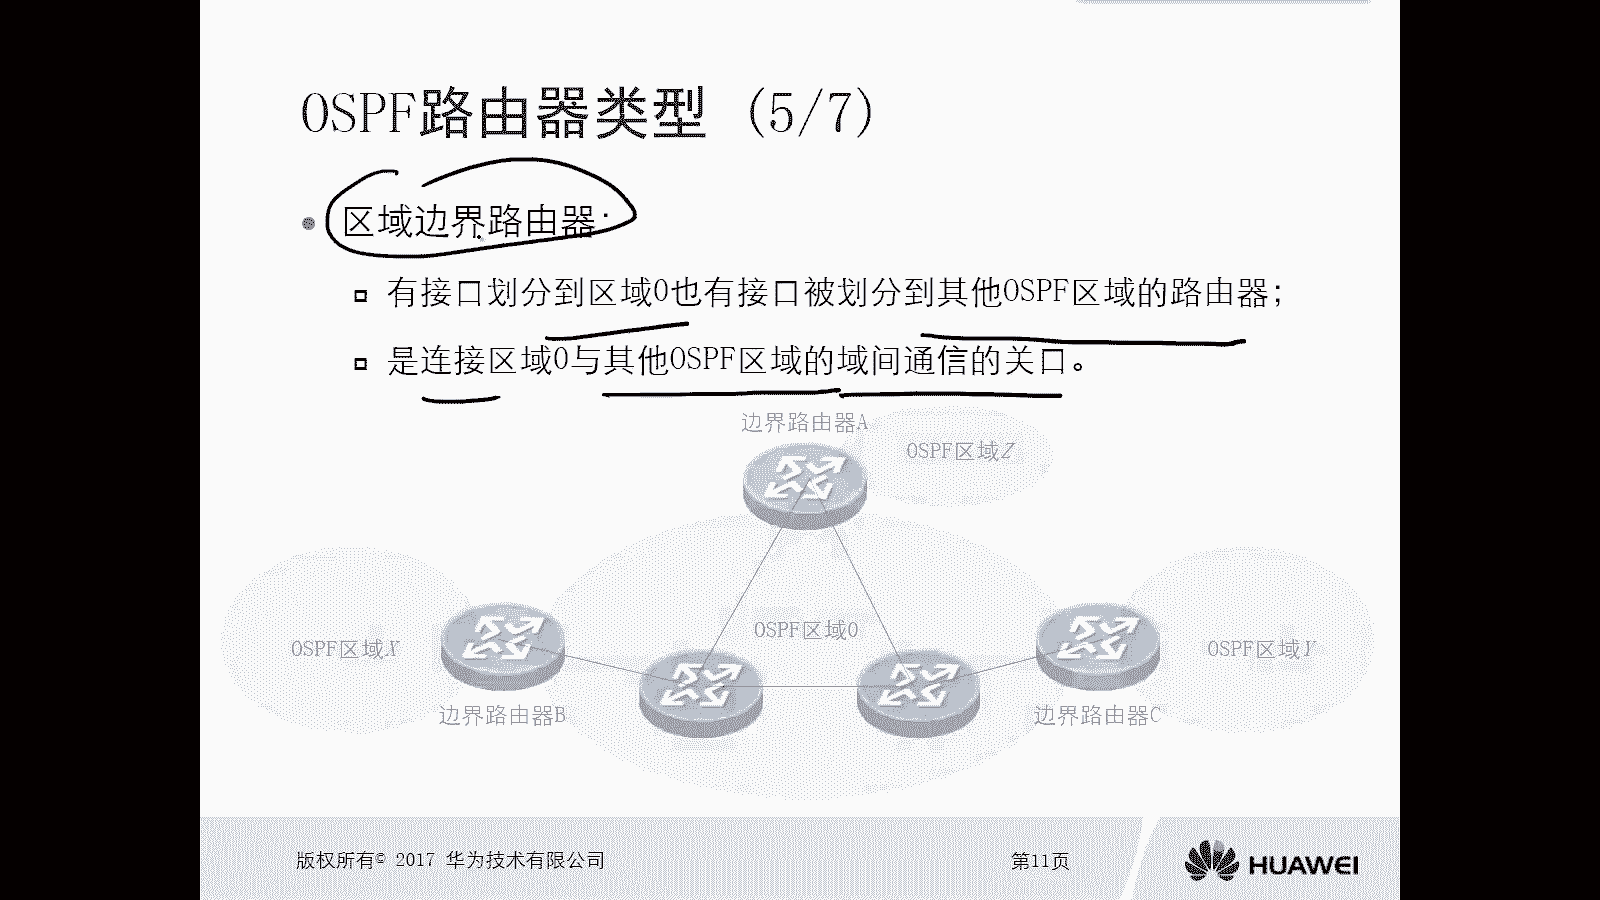 OSPF路由器类型 (5/7)
区域边界路由器:
有接口划分到区域0也有接口被划分到其他OSPF区域的路由器;
是连接区域0与其他OSPF区域的域间通信的关口。
边界路由器A
OSPF区域Z
OSPF区域0
OSPF区域X
OSPF区域Y
边界路由器B
边界路由器C
版权所有© 2017 华为技术有限公司
第11页
HUAWEI